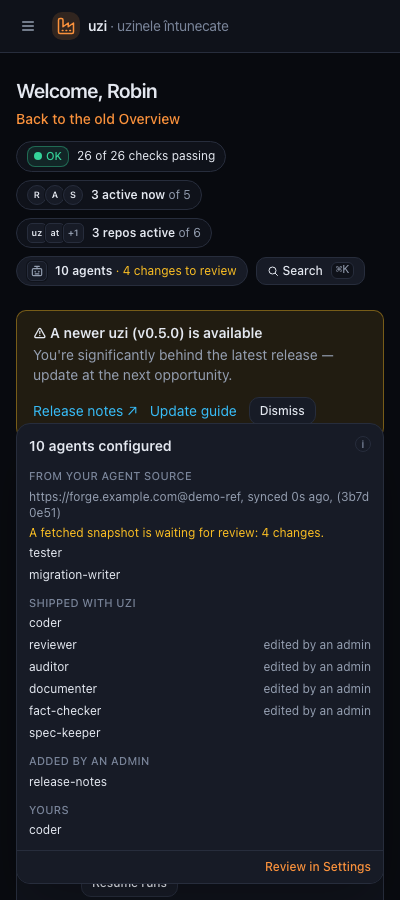 uzi · uzinele întunecate
Welcome, Robin
Back to the old Overview
OK 26 of 26 checks passing
R A S 3 active now of 5
uz at +1 3 repos active of 6
10 agents · 4 changes to review Search ⌘K
A newer uzi (v0.5.0) is available
You're significantly behind the latest release —
update at the next opportunity.
Release notes ↗ Update guide Dismiss
10 agents configured i
FROM YOUR AGENT SOURCE
https://forge.example.com@demo-ref, synced 0s ago, (3b7d
0e51)
A fetched snapshot is waiting for review: 4 changes.
tester
migration-writer
SHIPPED WITH UZI
coder
reviewer edited by an admin
auditor edited by an admin
documenter edited by an admin
fact-checker edited by an admin
spec-keeper
ADDED BY AN ADMIN
release-notes
YOURS
coder
Review in Settings
Resume runs